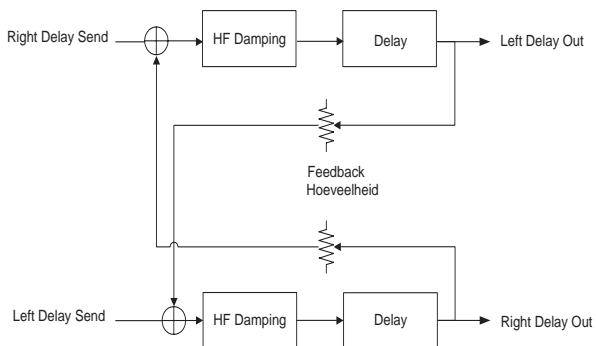 Right Delay Send
HF Damping
Delay
Left Delay Out
Feedback
Hoeveelheid
Left Delay Send
HF Damping
Delay
Right Delay Out